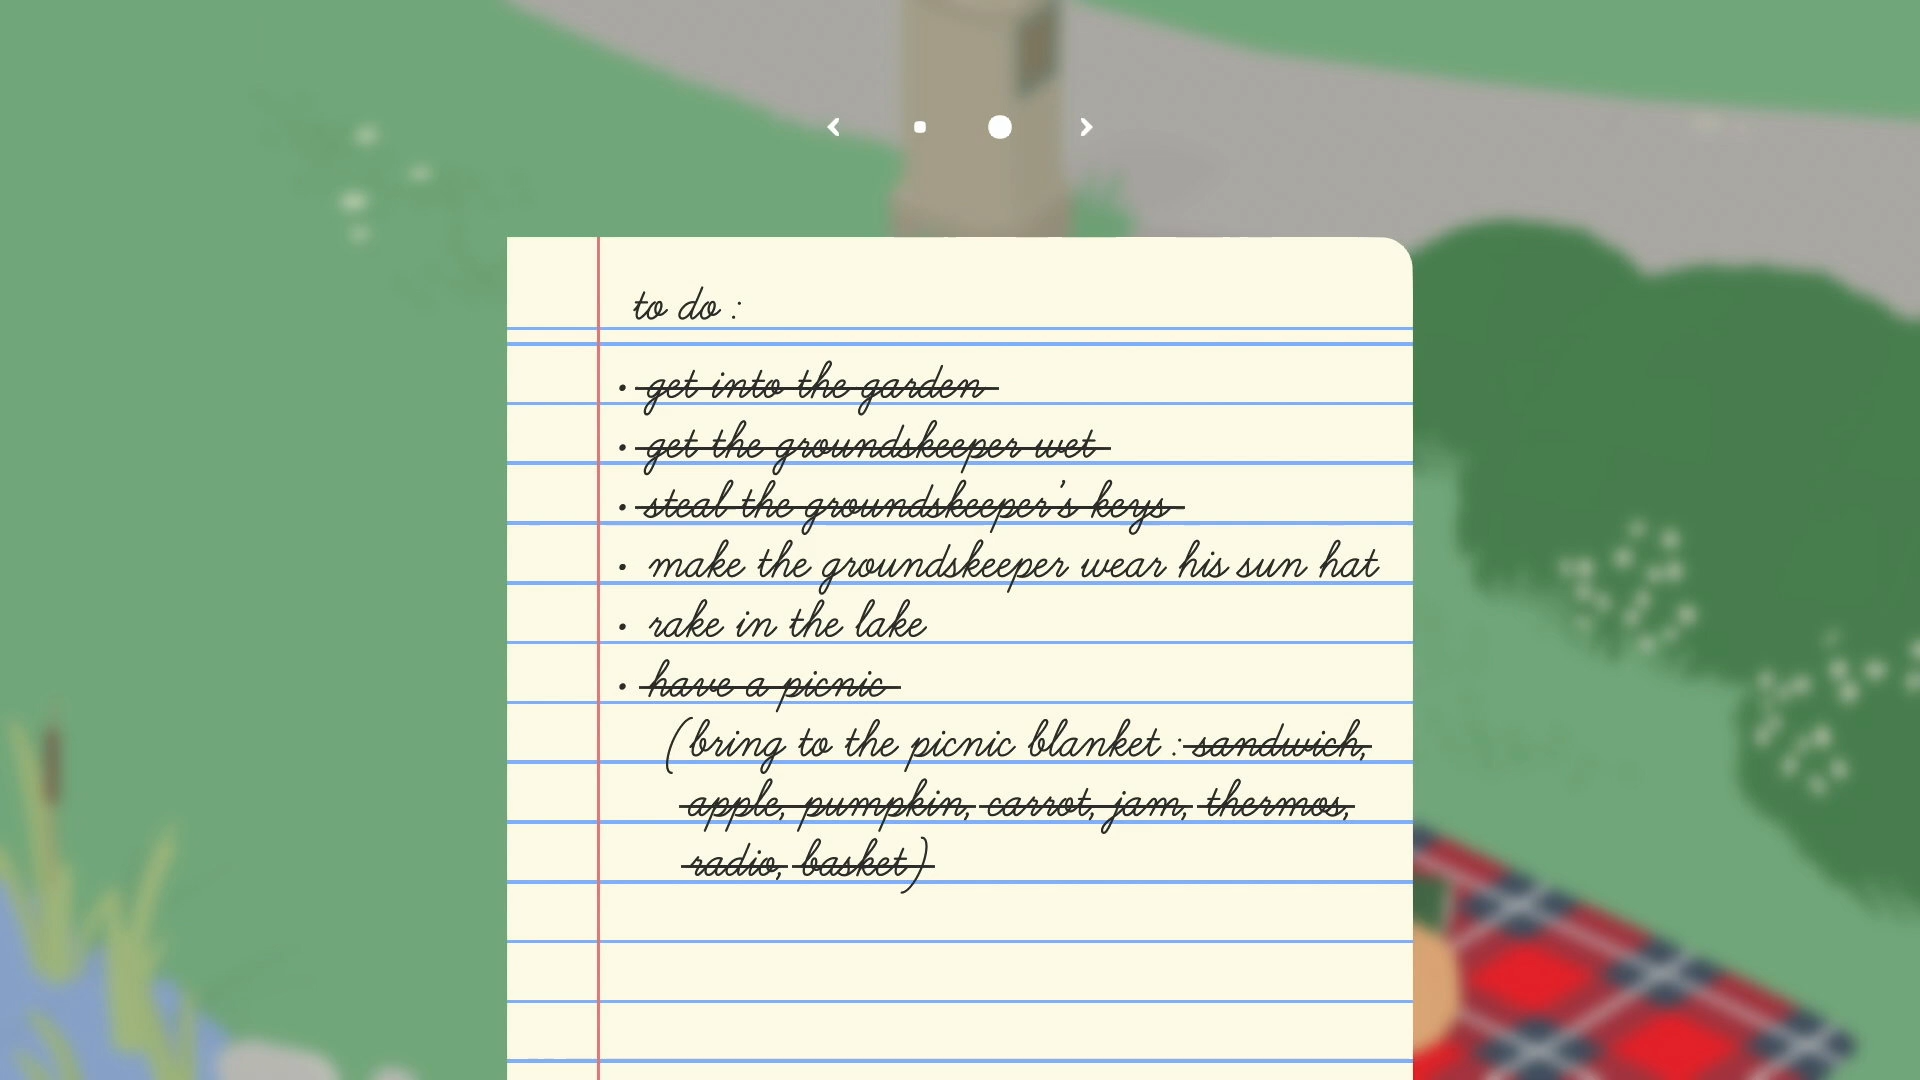 to do :
• get into the garden
• get the groundskeeper wet
• steal the groundskeeper's keys
• make the groundskeeper wear his sun hat
• rake in the lake
• have a picnic
(bring to the picnic blanket : sandwich,
apple, pumpkin, carrot, jam, thermos,
radio, basket)